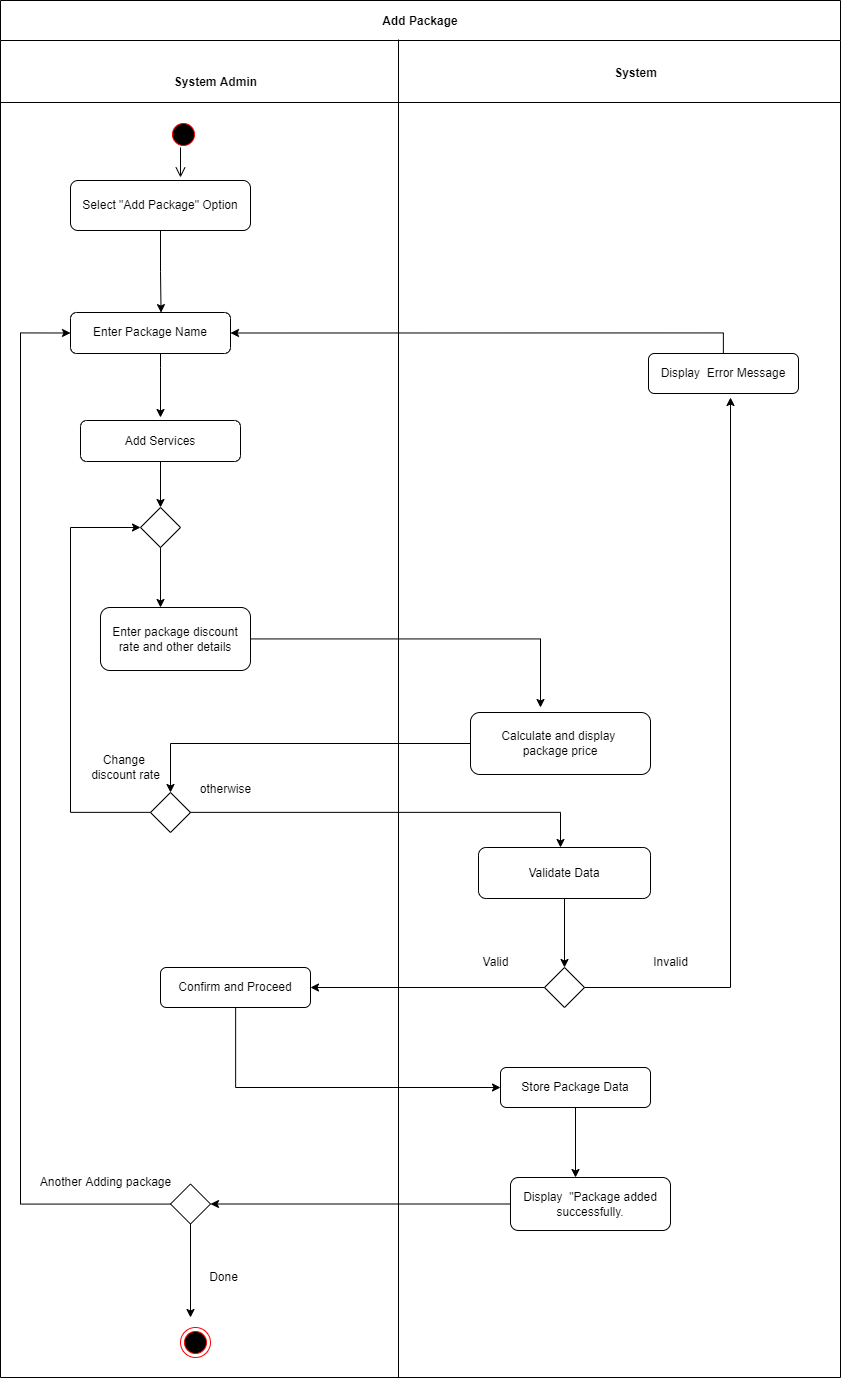 Add Package
System Admin
System
Select "Add Package" Option
Enter Package Name
Display  Error Message
Add Services
Enter package discount
rate and other details
Calculate and display
package price
Change
discount rate
otherwise
Validate Data
Valid
Invalid
Confirm and Proceed
Store Package Data
Another Adding package
Display  "Package added
successfully.
Done